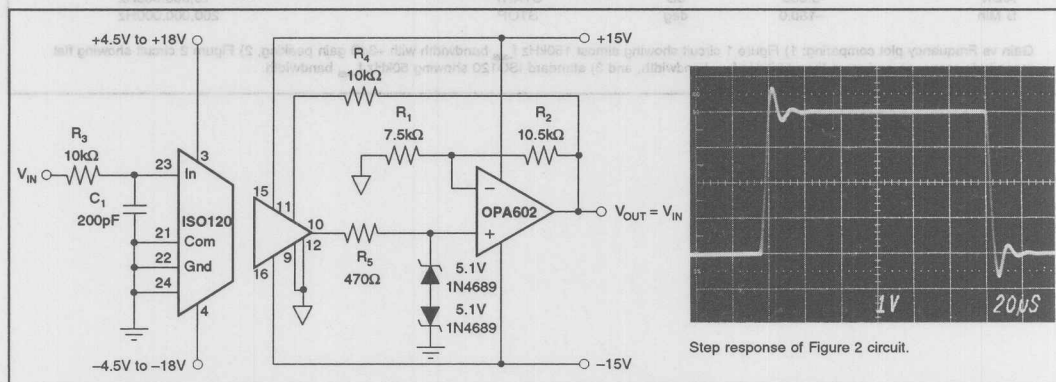 +4.5V to +18V
+15V
R4
10kΩ
R1
7.5kΩ
R2
10.5kΩ
R3
10kΩ
VIN
23
In
3
C1
200pF
ISO120
21
Com
22
Gnd
24
4
15
11
10
12
9
16
R5
470Ω
−
+
OPA602
VOUT = VIN
5.1V
1N4689
5.1V
1N4689
−4.5V to −18V
−15V
1V
20µS
Step response of Figure 2 circuit.